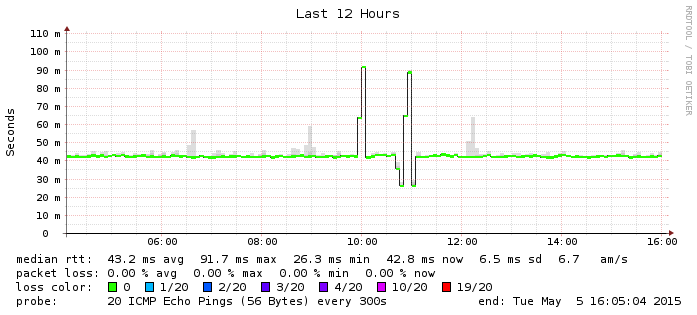 Last 12 Hours
RRDTOOL / TOBI OETIKER
Seconds
110 m
100 m
90 m
80 m
70 m
60 m
50 m
40 m
30 m
20 m
10 m
0
06:00 08:00 10:00 12:00 14:00 16:00
median rtt: 43.2 ms avg 91.7 ms max 26.3 ms min 42.8 ms now 6.5 ms sd 6.7 am/s
packet loss: 0.00 % avg 0.00 % max 0.00 % min 0.00 % now
loss color: 0 1/20 2/20 3/20 4/20 10/20 19/20
probe: 20 ICMP Echo Pings (56 Bytes) every 300s end: Tue May 5 16:05:04 2015